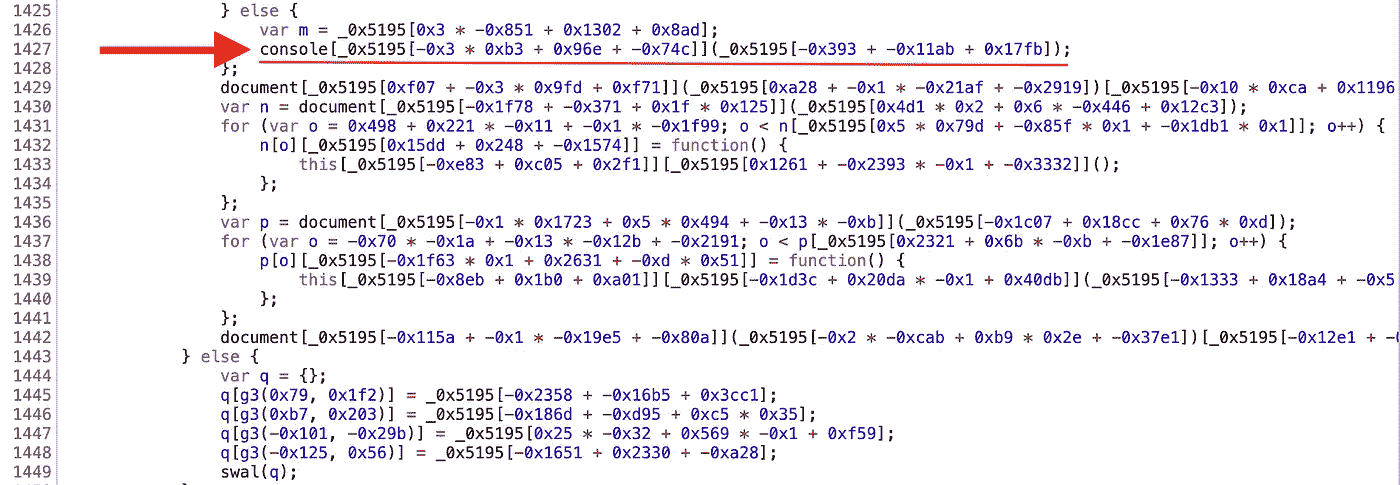 1425 } else {
1426 var m = _0x5195[0x3 * -0x851 + 0x1302 + 0x8ad];
1427 console[_0x5195[-0x3 * 0xb3 + 0x96e + -0x74c]](_0x5195[-0x393 + -0x11ab + 0x17fb]);
1428 };
1429 document[_0x5195[0xf07 + -0x3 * 0x9fd + 0xf71]](_0x5195[0xa28 + -0x1 * -0x21af + -0x2919])[_0x5195[-0x10 * 0xca + 0x1196
1430 var n = document[_0x5195[-0x1f78 + -0x371 + 0x1f * 0x125]](_0x5195[0x4d1 * 0x2 + 0x6 * -0x446 + 0x12c3]);
1431 for (var o = 0x498 + 0x221 * -0x11 + -0x1 * -0x1f99; o < n[_0x5195[0x5 * 0x79d + -0x85f * 0x1 + -0x1db1 * 0x1]]; o++) {
1432 n[o][_0x5195[0x15dd + 0x248 + -0x1574]] = function() {
1433 this[_0x5195[-0xe83 + 0xc05 + 0x2f1]][_0x5195[0x1261 + -0x2393 * -0x1 + -0x3332]]();
1434 };
1435 };
1436 var p = document[_0x5195[-0x1 * 0x1723 + 0x5 * 0x494 + -0x13 * -0xb]](_0x5195[-0x1c07 + 0x18cc + 0x76 * 0xd]);
1437 for (var o = -0x70 * -0x1a + -0x13 * -0x12b + -0x2191; o < p[_0x5195[0x2321 + 0x6b * -0xb + -0x1e87]]; o++) {
1438 p[o][_0x5195[-0x1f63 * 0x1 + 0x2631 + -0xd * 0x51]] = function() {
1439 this[_0x5195[-0x8eb + 0x1b0 + 0xa01]][_0x5195[-0x1d3c + 0x20da * -0x1 + 0x40db]](_0x5195[-0x1333 + 0x18a4 + -0x5
1440 };
1441 };
1442 document[_0x5195[-0x115a + -0x1 * -0x19e5 + -0x80a]](_0x5195[-0x2 * -0xcab + 0xb9 * 0x2e + -0x37e1])[_0x5195[-0x12e1 + -
1443 } else {
1444 var q = {};
1445 q[g3(0x79, 0x1f2)] = _0x5195[-0x2358 + -0x16b5 + 0x3cc1];
1446 q[g3(0xb7, 0x203)] = _0x5195[-0x186d + -0xd95 + 0xc5 * 0x35];
1447 q[g3(-0x101, -0x29b)] = _0x5195[0x25 * -0x32 + 0x569 * -0x1 + 0xf59];
1448 q[g3(-0x125, 0x56)] = _0x5195[-0x1651 + 0x2330 + -0xa28];
1449 swal(q);